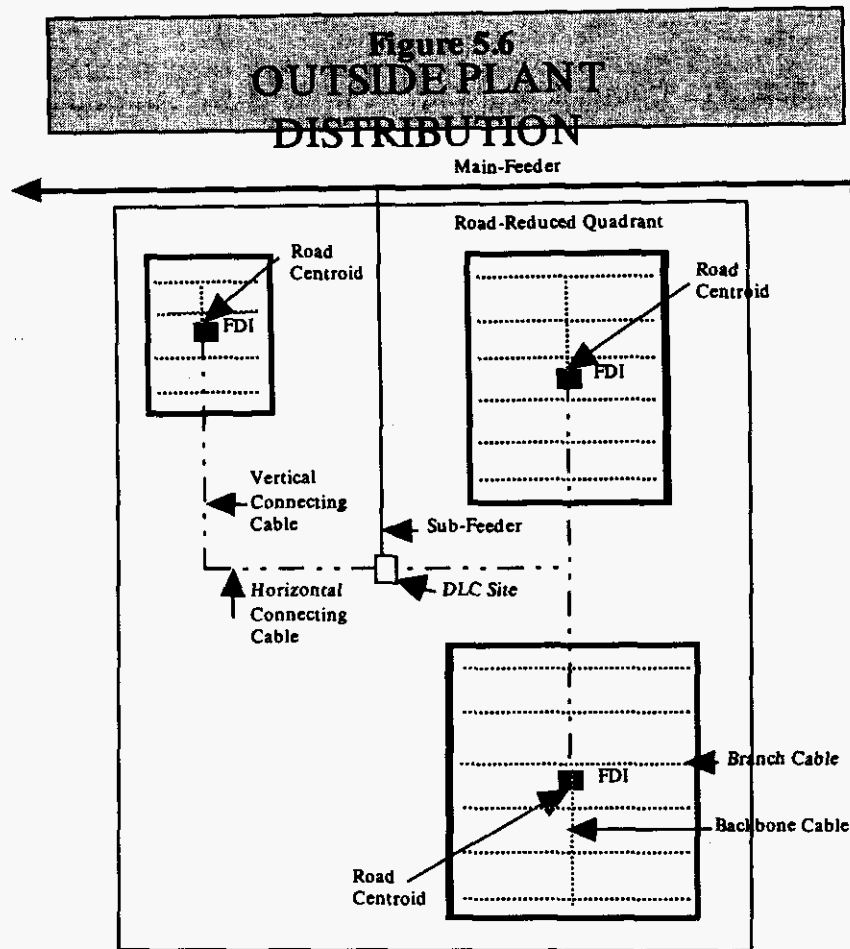 Figure 5.6
OUTSIDE PLANT
DISTRIBUTION
Main-Feeder
Road-Reduced Quadrant
Road
Centroid
FDI
Road
Centroid
FDI
Vertical
Connecting
Cable
Sub-Feeder
Horizontal
Connecting
Cable
DLC Site
FDI
Branch Cable
Backbone Cable
Road
Centroid